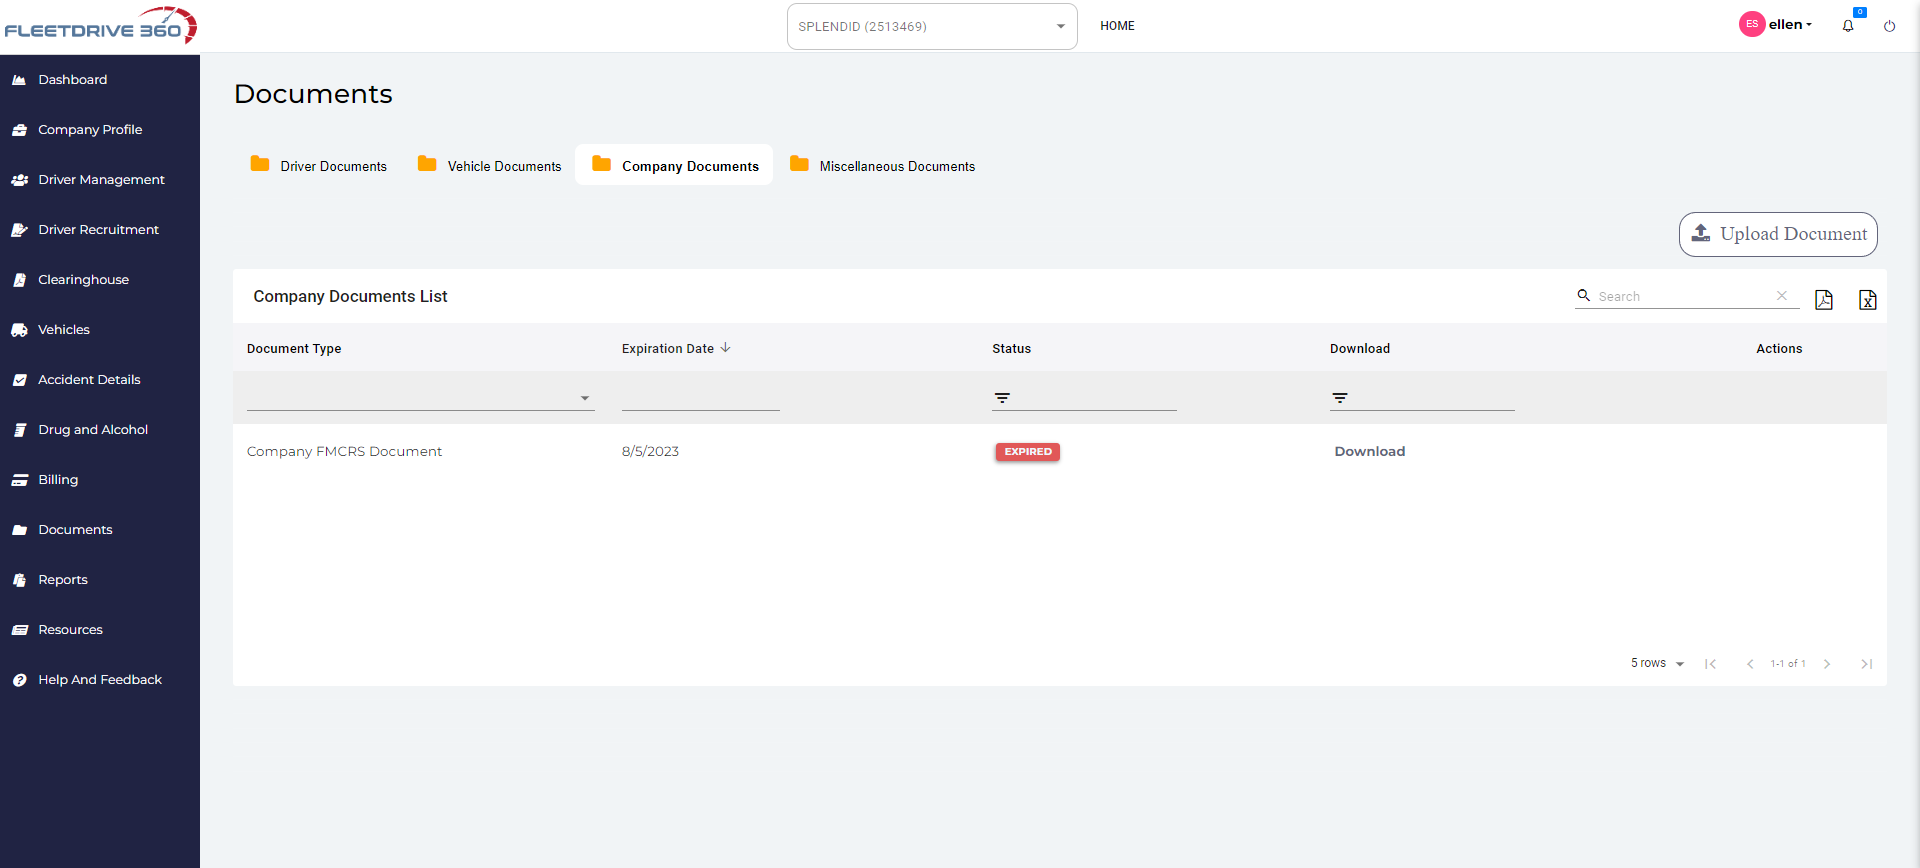 FLEETDRIVE 360
SPLENDID (2513469)
HOME
ES
ellen
0
Dashboard
Company Profile
Driver Management
Driver Recruitment
Clearinghouse
Vehicles
Accident Details
Drug and Alcohol
Billing
Documents
Reports
Resources
Help And Feedback
Documents
Driver Documents
Vehicle Documents
Company Documents
Miscellaneous Documents
Upload Document
Company Documents List
Search
Document Type
Expiration Date
Status
Download
Actions
Company FMCRS Document
8/5/2023
EXPIRED
Download
5 rows
1-1 of 1